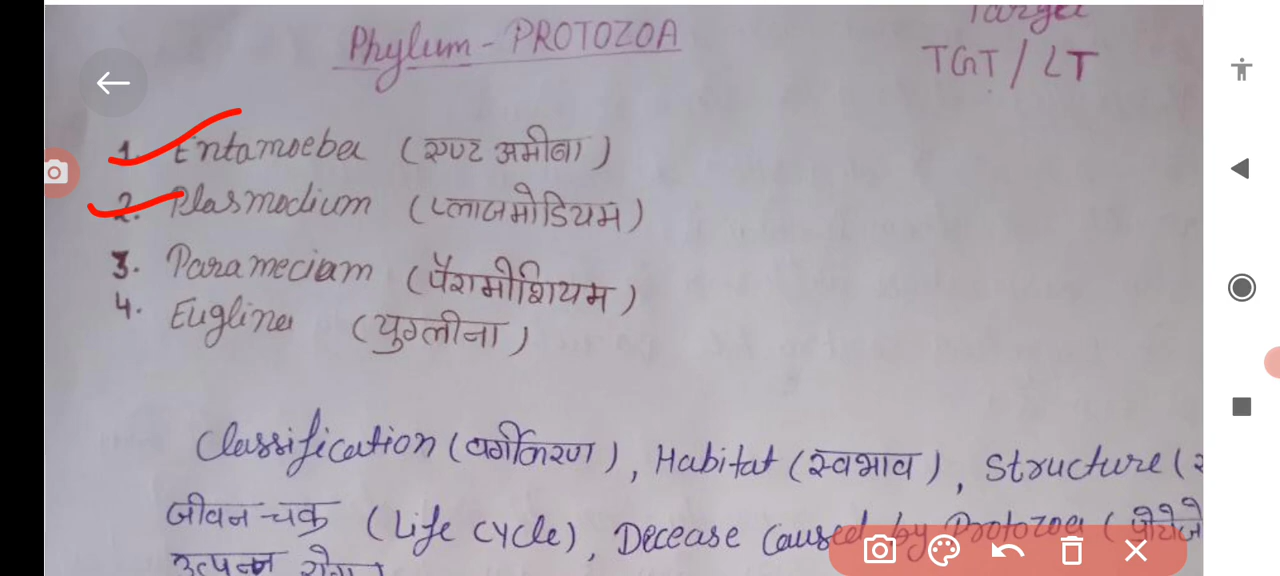 Phylum - PROTOZOA
Target
TGT / LT
1. Entamoeba (एण्ट अमीबा)
2. Plasmodium (प्लाजमोडियम)
3. Parameciam (पैरामीशियम)
4. Euglina (युग्लीना)
Classification (वर्गीकरण), Habitat (स्वभाव), Structure (स
जीवन चक्र (Life cycle), Decease Caused by Protozoa (प्रोटोजो
उत्पन्न रोग)